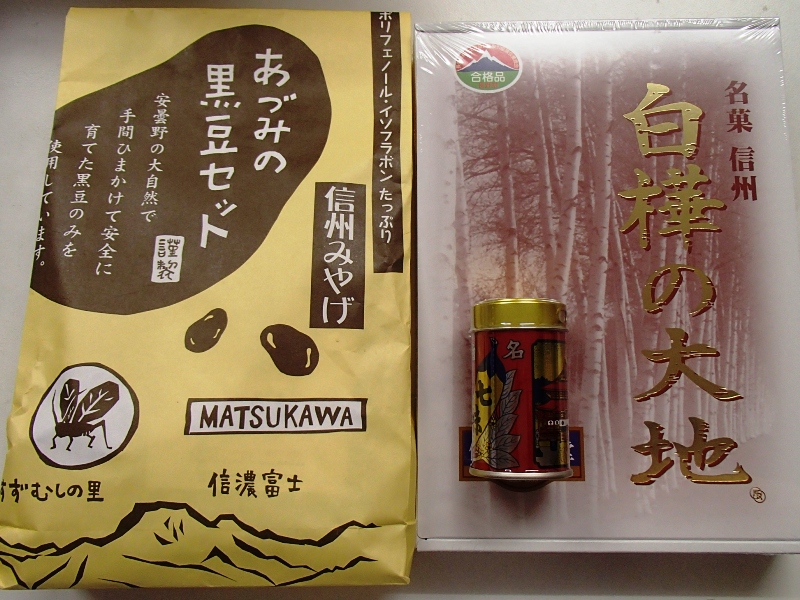 ポリフェノール・イソフラボンたっぷり
あづみの
黒豆セット
安曇野の大自然で
手間ひまかけて安全に
育てた黒豆のみを
使用しています。
謹製
信州みやげ
MATSUKAWA
すずむしの里
信濃富士
合格品
名菓 信州
白樺の大地
名
七